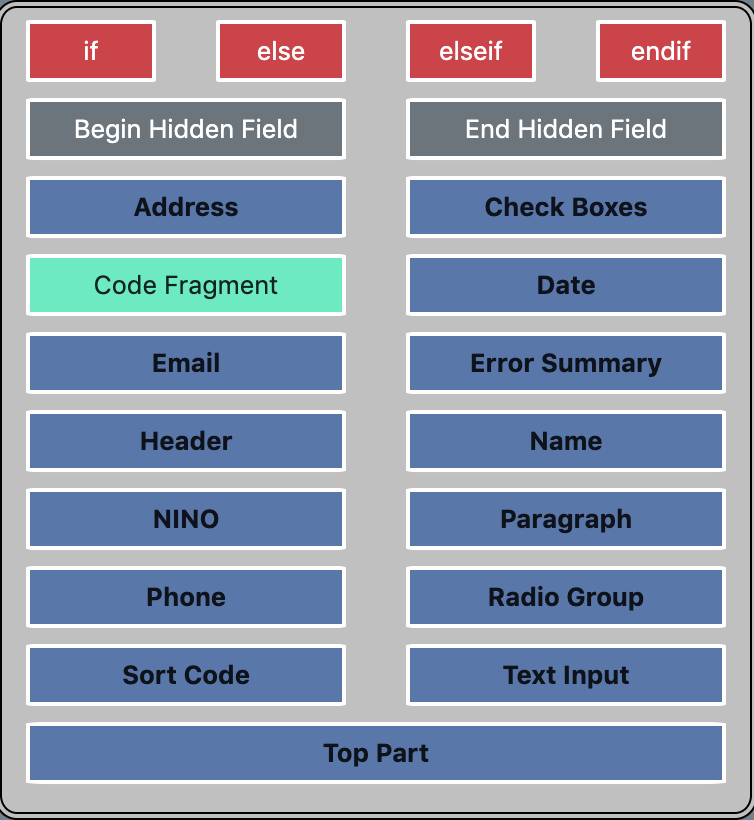 if else elseif endif
Begin Hidden Field End Hidden Field
Address Check Boxes
Code Fragment Date
Email Error Summary
Header Name
NINO Paragraph
Phone Radio Group
Sort Code Text Input
Top Part